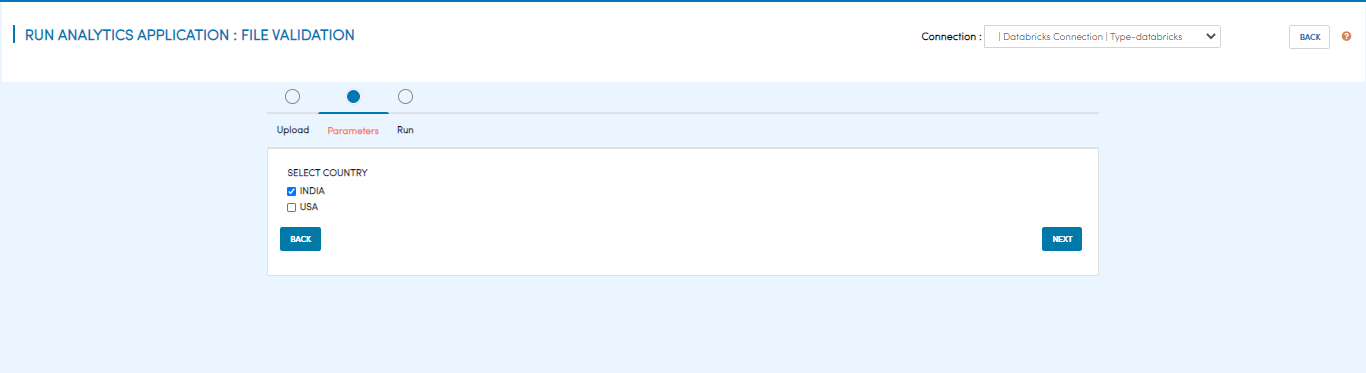 RUN ANALYTICS APPLICATION : FILE VALIDATION
Connection : | Databricks Connection | Type-databricks
BACK
?
Upload Parameters Run
SELECT COUNTRY
INDIA
USA
BACK
NEXT